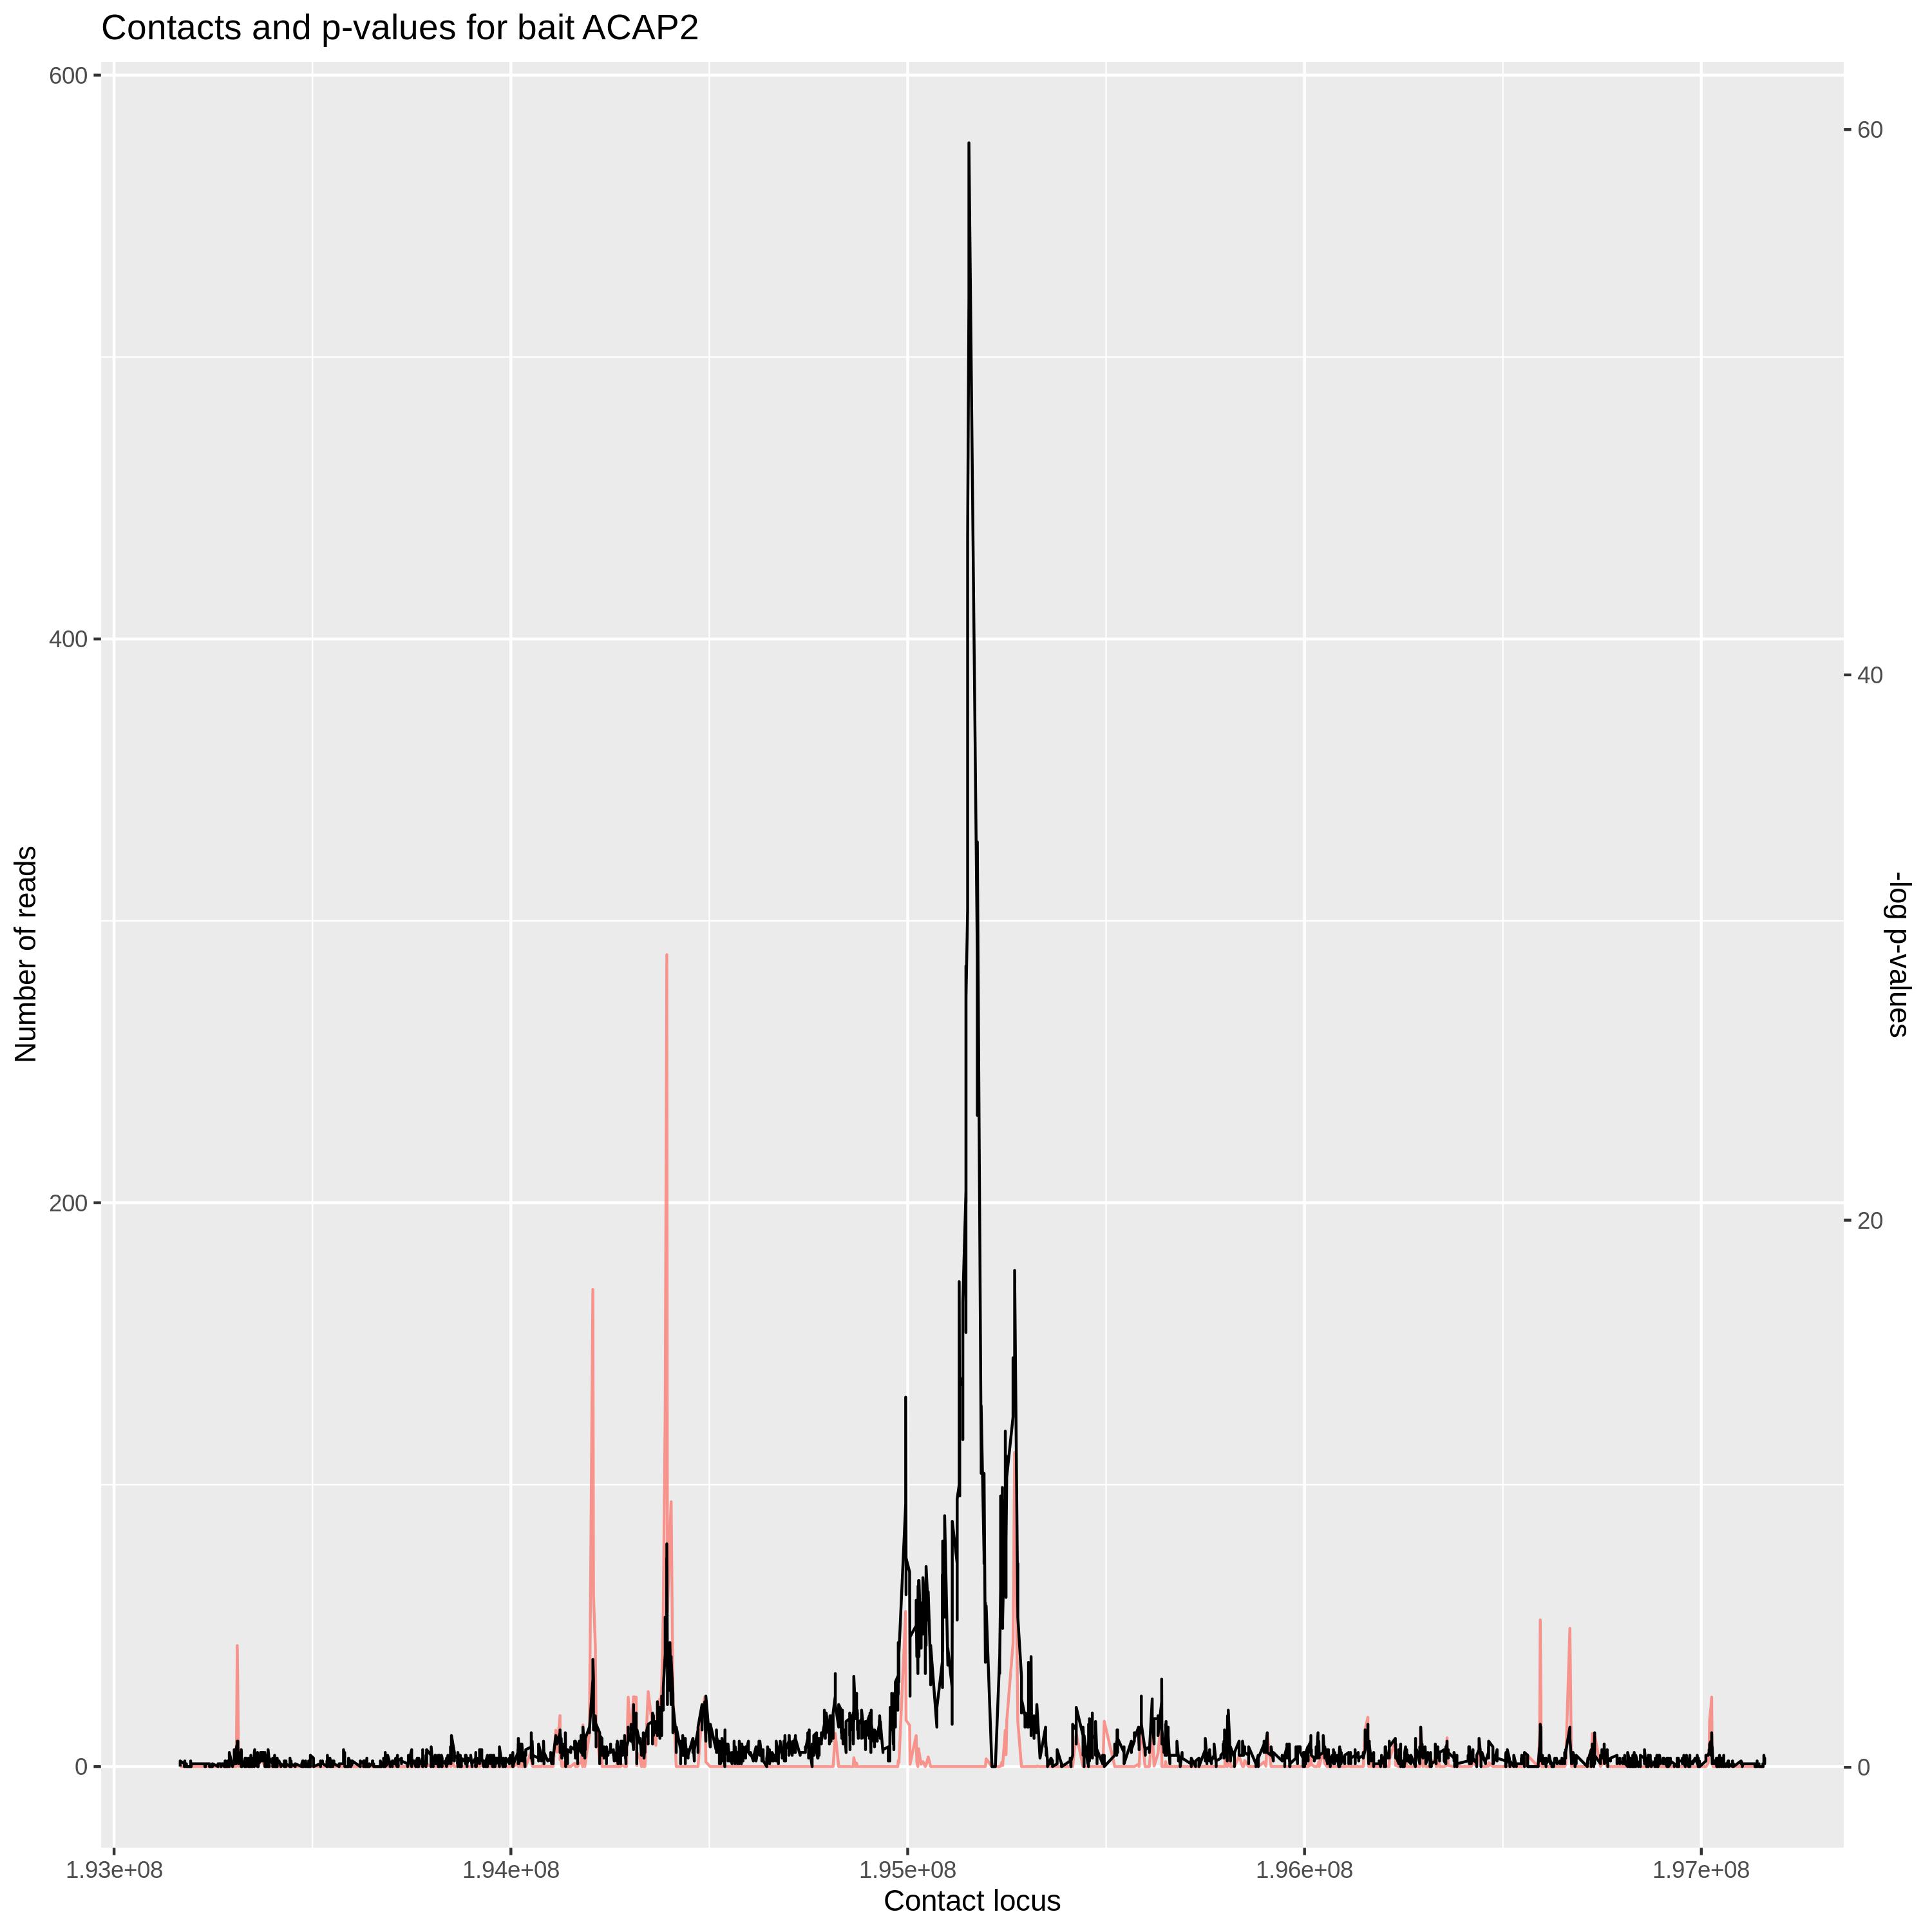 Contacts and p-values for bait ACAP2
600
400
200
0
60
40
20
0
Number of reads
-log p-values
1.93e+08 1.94e+08 1.95e+08 1.96e+08 1.97e+08
Contact locus